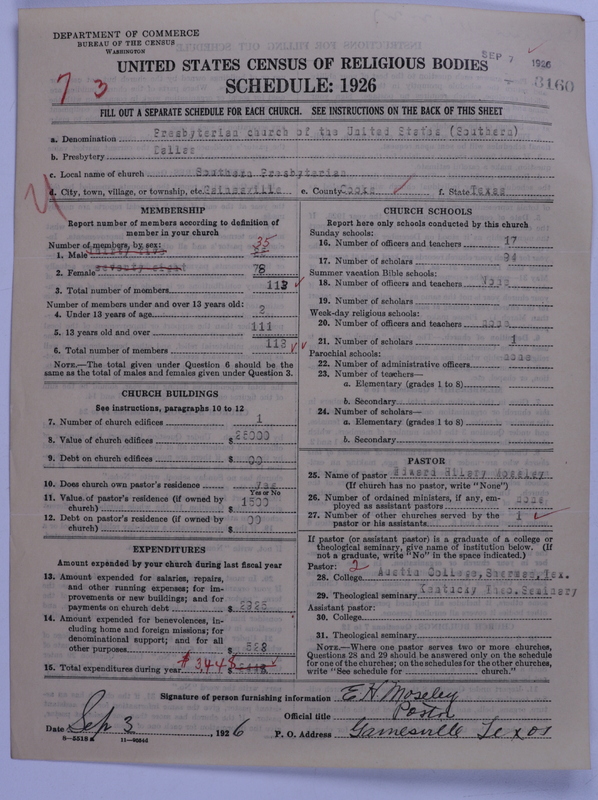 DEPARTMENT OF COMMERCE
BUREAU OF THE CENSUS
WASHINGTON
SEP 7 1926
3160
7 3
UNITED STATES CENSUS OF RELIGIOUS BODIES
SCHEDULE: 1926
FILL OUT A SEPARATE SCHEDULE FOR EACH CHURCH. SEE INSTRUCTIONS ON THE BACK OF THIS SHEET
a. Denomination Presbyterian church of the United States (Southern)
b. Presbytery Dallas
c. Local name of church Southern Presbyterian
d. City, town, village, or township, etc. Gainesville e. County Cooke f. State Texas
MEMBERSHIP
Report number of members according to definition of member in your church
Number of members, by sex:
1. Male 35
2. Female seventy eight 78
3. Total number of members 113
Number of members under and over 13 years old:
4. Under 13 years of age 2
5. 13 years old and over 111
6. Total number of members 113
NOTE.—The total given under Question 6 should be the same as the total of males and females given under Question 3.
CHURCH BUILDINGS
See instructions, paragraphs 10 to 12
7. Number of church edifices 1
8. Value of church edifices $ 25000
9. Debt on church edifices $ 00
10. Does church own pastor's residence Yes
Yes or No
11. Value of pastor's residence (if owned by church) $ 1500
12. Debt on pastor's residence (if owned by church) $ 00
EXPENDITURES
Amount expended by your church during last fiscal year
13. Amount expended for salaries, repairs, and other running expenses; for improvements or new buildings; and for payments on church debt $
14. Amount expended for benevolences, including home and foreign missions; for denominational support; and for all other purposes $ 523
15. Total expenditures during year $3448 $
CHURCH SCHOOLS
Report here only schools conducted by this church
Sunday schools:
16. Number of officers and teachers 17
17. Number of scholars 94
Summer vacation Bible schools:
18. Number of officers and teachers None
19. Number of scholars
Week-day religious schools:
20. Number of officers and teachers none
21. Number of scholars 1
Parochial schools:
22. Number of administrative officers none
23. Number of teachers—
a. Elementary (grades 1 to 8)
b. Secondary
24. Number of scholars—
a. Elementary (grades 1 to 8)
b. Secondary
PASTOR
25. Name of pastor Edward Hilery Moseley
(If church has no pastor, write "None")
26. Number of ordained ministers, if any, employed as assistant pastors none
27. Number of other churches served by the pastor or his assistants 1
If pastor (or assistant pastor) is a graduate of a college or theological seminary, give name of institution below. (If not a graduate, write "No" in the space indicated.)
Pastor: 2
28. College Austin College, Sherman, Tex.
29. Theological seminary Kentucky Theo. Seminary
Assistant pastor:
30. College
31. Theological seminary
NOTE.—Where one pastor serves two or more churches, Questions 28 and 29 should be answered only on the schedule for one of the churches; on the schedules for the other churches, write "See schedule for church."
Signature of person furnishing information E. H. Moseley
Official title Pastor
Date Sep 3, 1926 P. O. Address Gainesville Texas
8—5518a